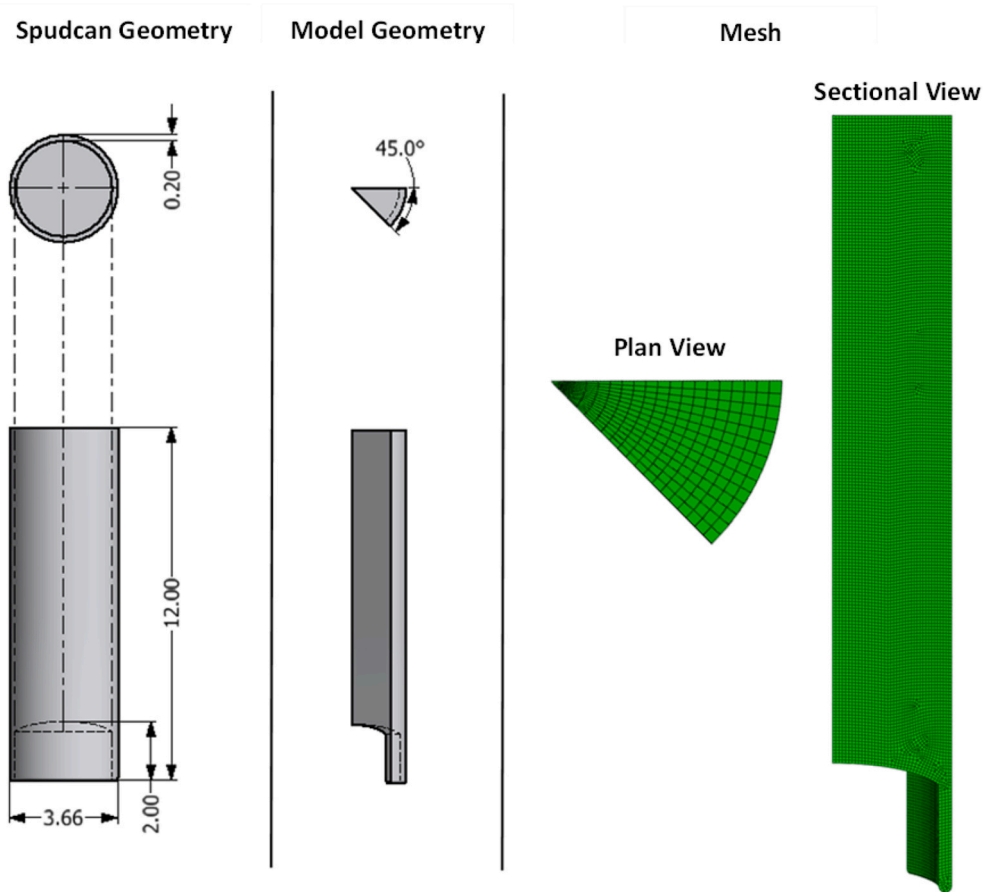 Spudcan Geometry
Model Geometry
Mesh
Sectional View
0.20
45.0°
Plan View
12.00
2.00
3.66